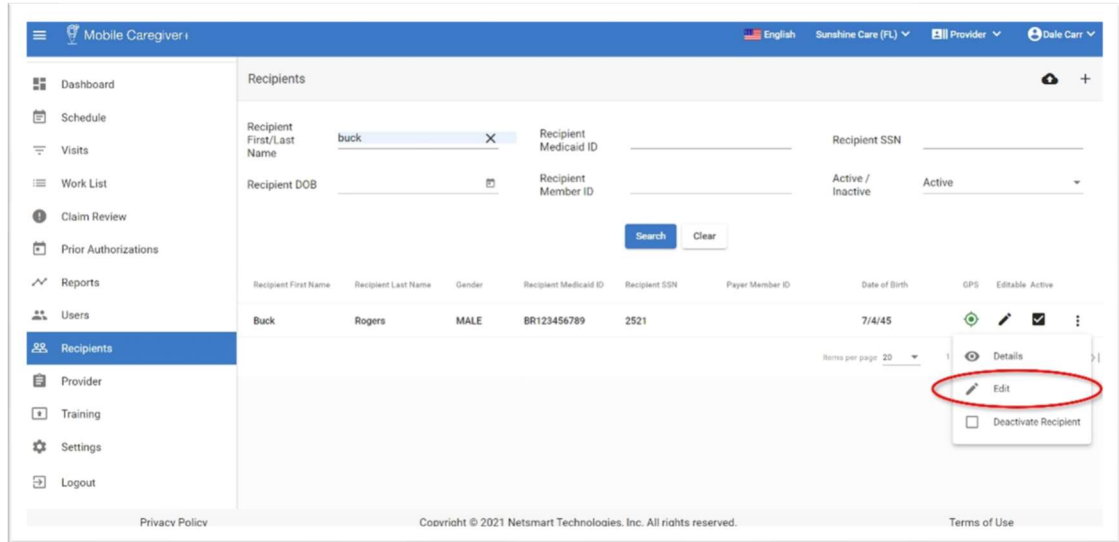 Mobile Caregiver+
English
Sunshine Care (FL)
Provider
Dale Carr
Dashboard
Schedule
Visits
Work List
Claim Review
Prior Authorizations
Reports
Users
Recipients
Provider
Training
Settings
Logout
Recipients
Recipient
First/Last
Name
buck
Recipient
Medicaid ID
Recipient SSN
Recipient DOB
Recipient
Member ID
Active /
Inactive
Active
Search
Clear
Recipient First Name Recipient Last Name Gender Recipient Medicaid ID Recipient SSN Payer Member ID Date of Birth GPS Editable Active
Buck Rogers MALE BR123456789 2521 7/4/45
Items per page 20
1
Details
Edit
Deactivate Recipient
Privacy Policy
Copyright © 2021 Netsmart Technologies, Inc. All rights reserved.
Terms of Use